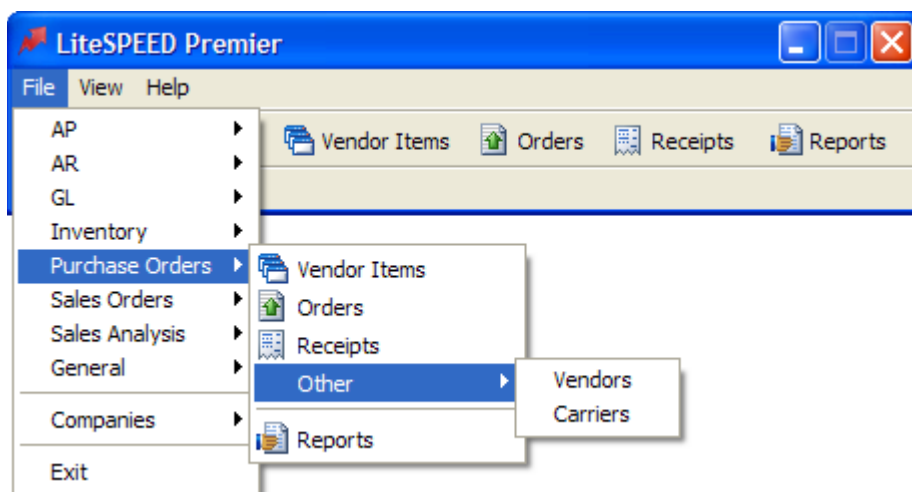 LiteSPEED Premier
File View Help
Vendor Items Orders Receipts Reports
AP
AR
GL
Inventory
Purchase Orders
Sales Orders
Sales Analysis
General
Companies
Exit
Vendor Items
Orders
Receipts
Other
Reports
Vendors
Carriers